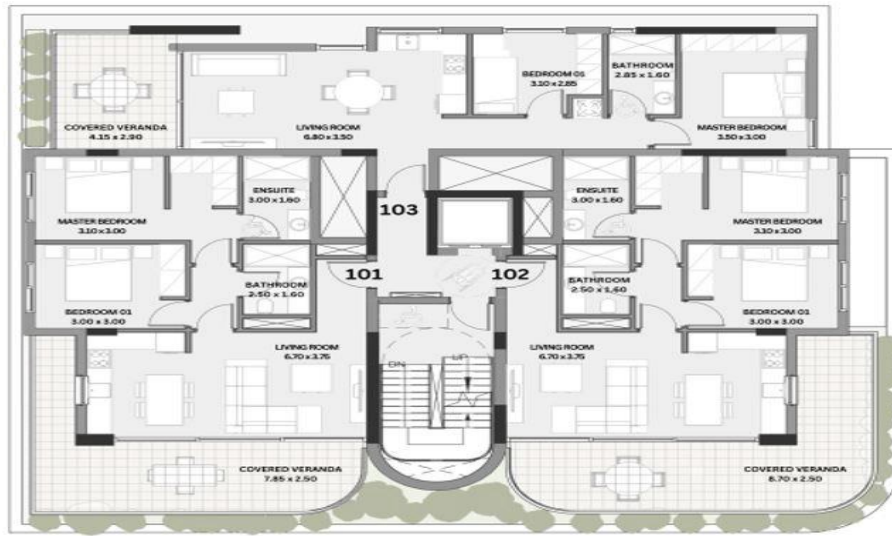 BEDROOM 01
3.10 x 2.85
BATHROOM
2.85 x 1.60
COVERED VERANDA
4.15 x 2.90
LIVING ROOM
6.80 x 3.50
MASTER BEDROOM
3.50 x 3.00
ENSUITE
3.00 x 1.60
ENSUITE
3.00 x 1.60
MASTER BEDROOM
3.10 x 3.00
103
MASTER BEDROOM
3.10 x 3.00
101
102
BATHROOM
2.50 x 1.60
BATHROOM
2.50 x 1.60
BEDROOM 01
3.00 x 3.00
BEDROOM 01
3.00 x 3.00
LIVING ROOM
6.70 x 3.75
LIVING ROOM
6.70 x 3.75
DN
UP
COVERED VERANDA
7.85 x 2.50
COVERED VERANDA
8.70 x 2.50